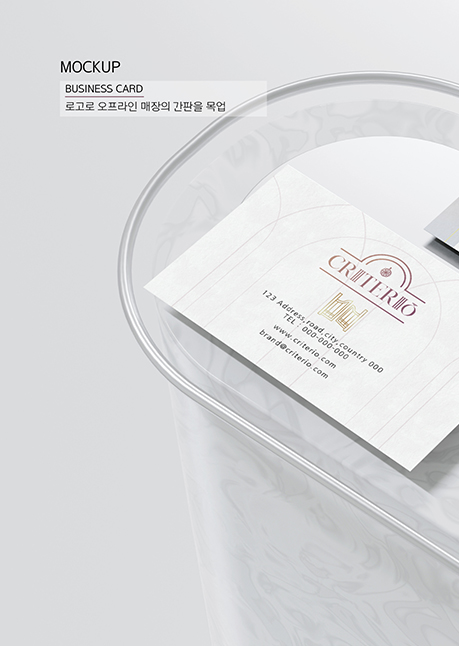 MOCKUP
BUSINESS CARD
로고로 오프라인 매장의 간판을 목업
CRITERIO
123 Address,road,city,country 000
TEL : 000-000-000
www.criterio.com
brand@criterio.com